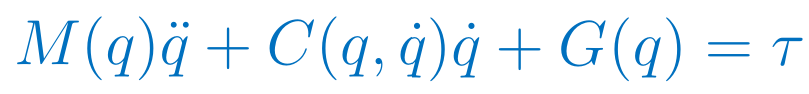 M(q)q̈ + C(q, q̇)q̇ + G(q) = τ